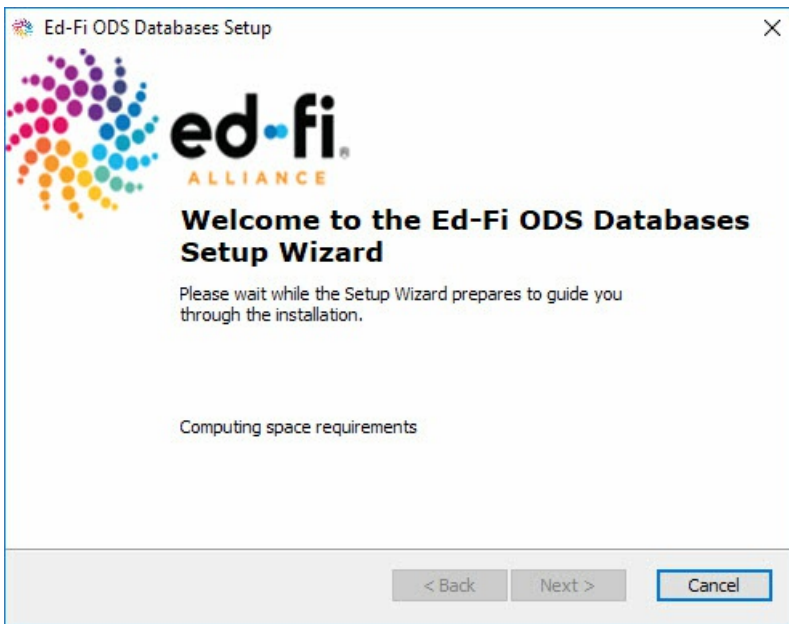 Ed-Fi ODS Databases Setup
ed-fi®
ALLIANCE
Welcome to the Ed-Fi ODS Databases
Setup Wizard
Please wait while the Setup Wizard prepares to guide you
through the installation.
Computing space requirements
< Back
Next >
Cancel